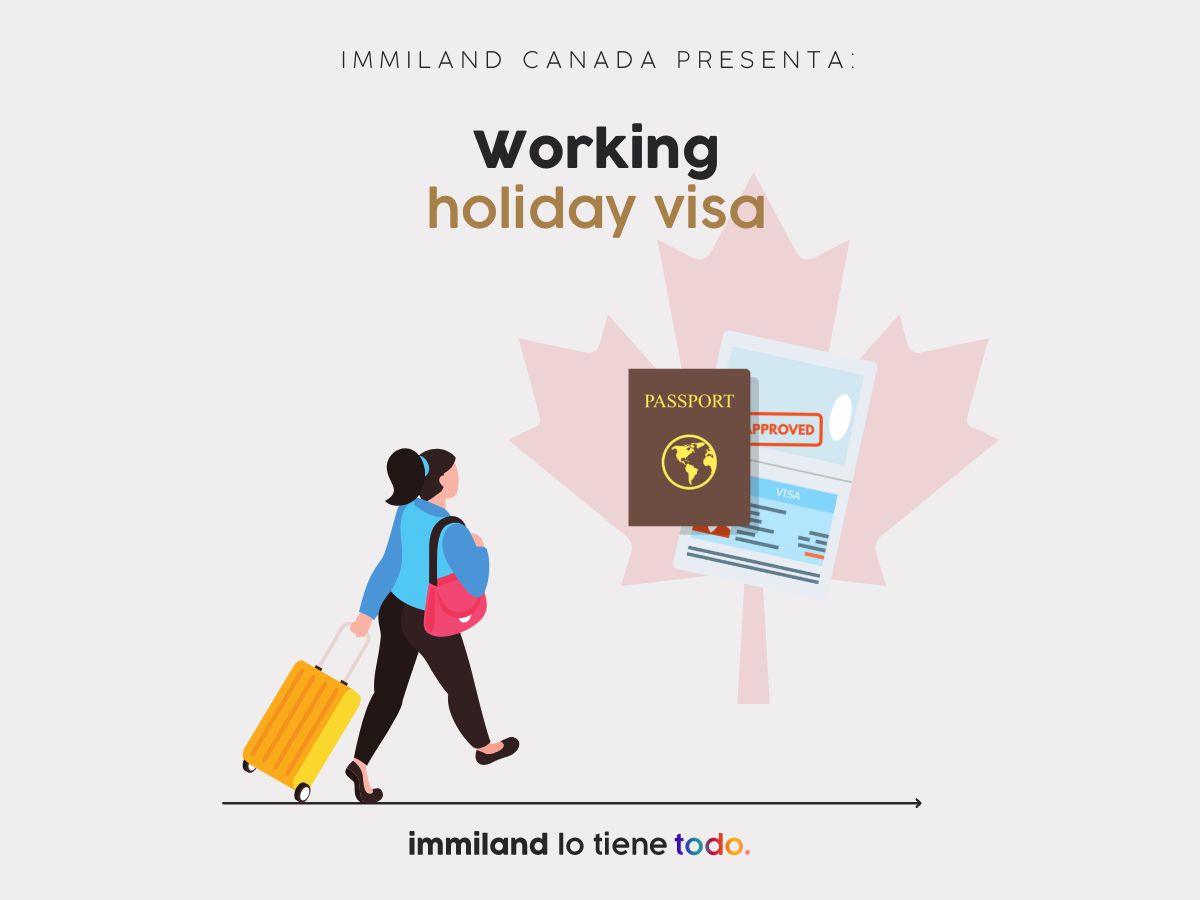 IMMILAND CANADA PRESENTA:
Working
holiday visa
PASSPORT
APPROVED
VISA
immiland lo tiene todo.